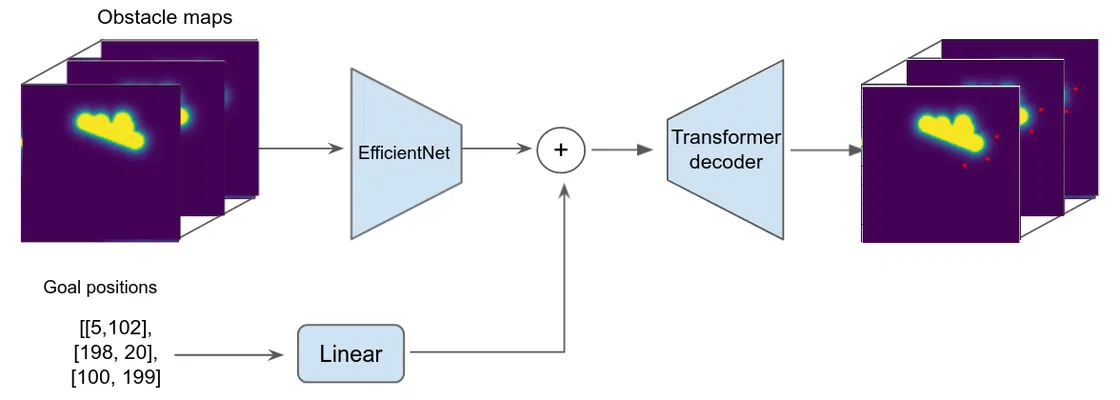 Obstacle maps
EfficientNet
+
Transformer
decoder
Goal positions
[[5,102],
[198, 20],
[100, 199]
Linear